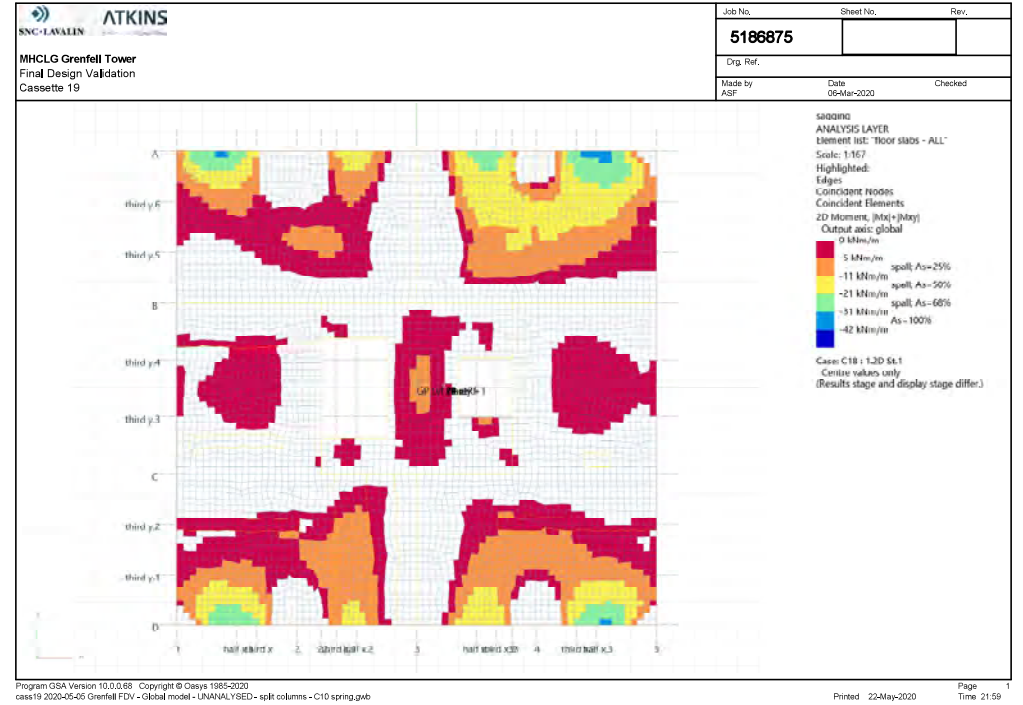 SNC·LAVALIN ATKINS
MHCLG Grenfell Tower
Final Design Validation
Cassette 19
Job No. Sheet No. Rev.
5186875
Drg. Ref.
Made by Date Checked
ASF 06-Mar-2020
sagging
ANALYSIS LAYER
Element list: "floor slabs - ALL"
Scale: 1:167
Highlighted:
Edges
Coincident Nodes
Coincident Elements
2D Moment, |Mx|+|Mxy|
Output axis: global
0 kNm/m
5 kNm/m
spall; As=25%
-11 kNm/m
spall; As=50%
-21 kNm/m
spall; As=68%
-31 kNm/m
As=100%
-42 kNm/m
Case: C18 : 1.2D St.1
Centre values only
(Results stage and display stage differ.)
A
third y.6
third y.5
B
third y.4
third y.3
C
third y.2
third y.1
D
1 2 3 4 5
third half x.3
Program GSA Version 10.0.0.68 Copyright © Oasys 1985-2020
cass19 2020-05-05 Grenfell FDV - Global model - UNANALYSED - split columns - C10 spring.gwb
Printed 22-May-2020
Page 1
Time 21:59